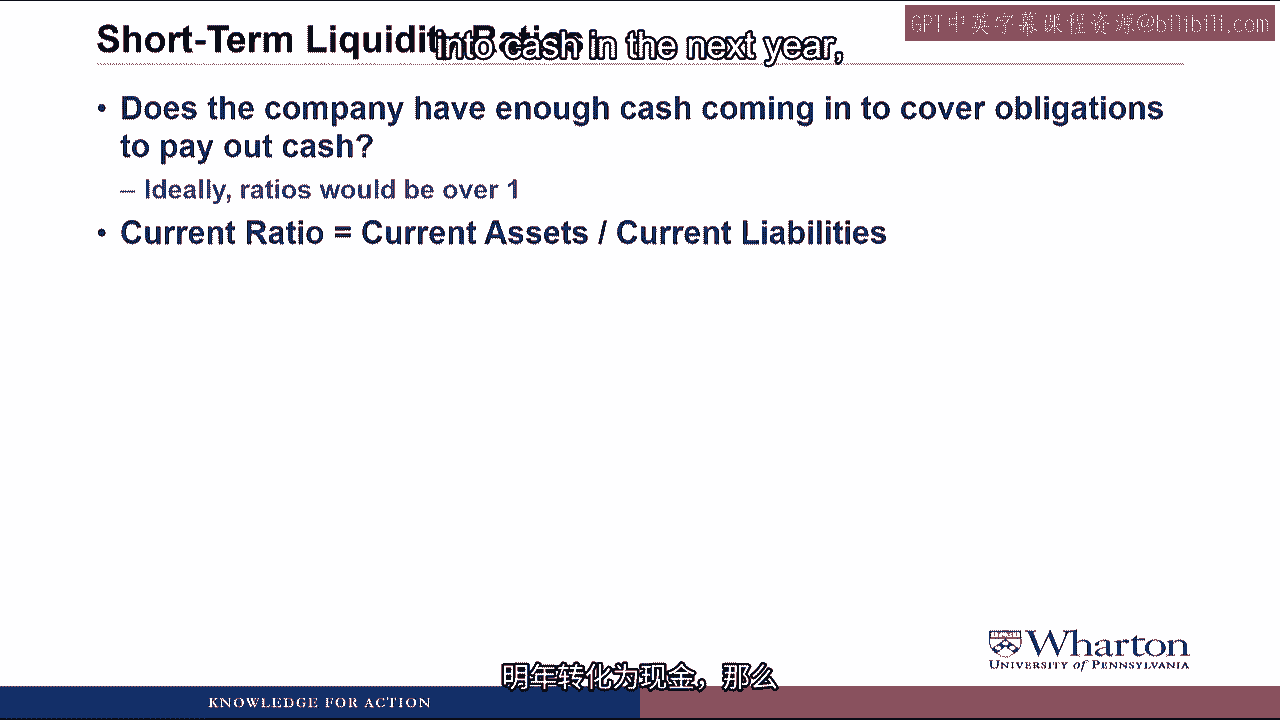 Short-Term Liquidity Ratios
into cash in the next year,
GPT中英字幕课程资源@bilibili.com
• Does the company have enough cash coming in to cover obligations
to pay out cash?
– Ideally, ratios would be over 1
• Current Ratio = Current Assets / Current Liabilities
Wharton
UNIVERSITY of PENNSYLVANIA
明年转化为现金，那么
KNOWLEDGE FOR ACTION